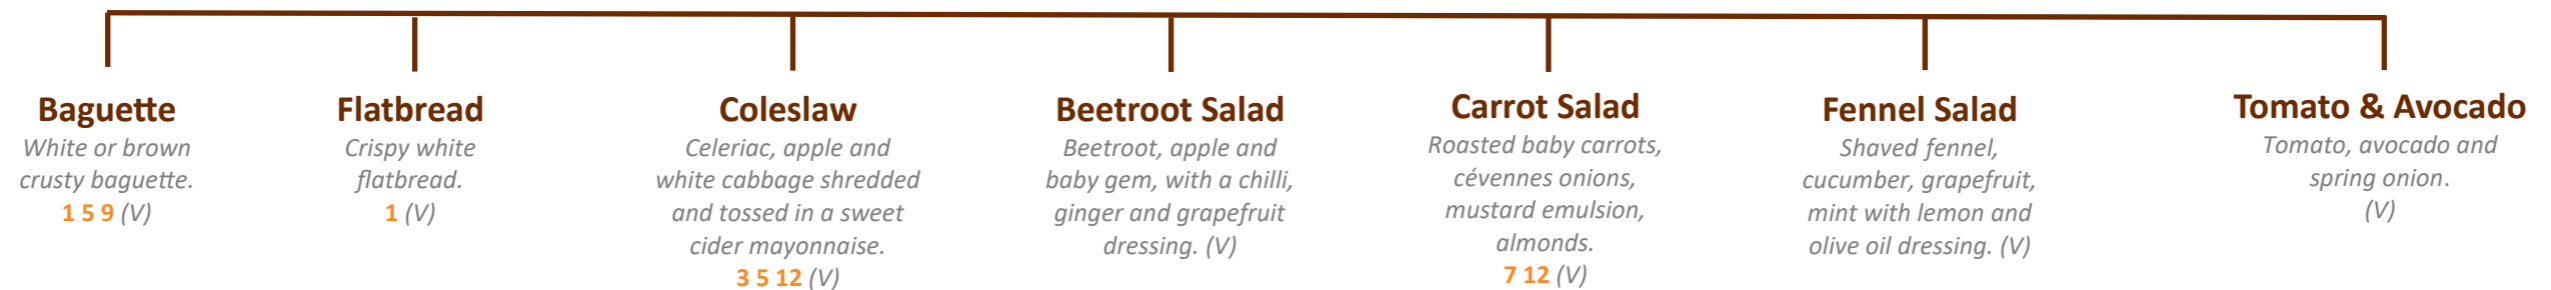 Baguette
White or brown
crusty baguette.
1 5 9 (V)
Flatbread
Crispy white
flatbread.
1 (V)
Coleslaw
Celeriac, apple and
white cabbage shredded
and tossed in a sweet
cider mayonnaise.
3 5 12 (V)
Beetroot Salad
Beetroot, apple and
baby gem, with a chilli,
ginger and grapefruit
dressing. (V)
Carrot Salad
Roasted baby carrots,
cévennes onions,
mustard emulsion,
almonds.
7 12 (V)
Fennel Salad
Shaved fennel,
cucumber, grapefruit,
mint with lemon and
olive oil dressing. (V)
Tomato & Avocado
Tomato, avocado and
spring onion.
(V)